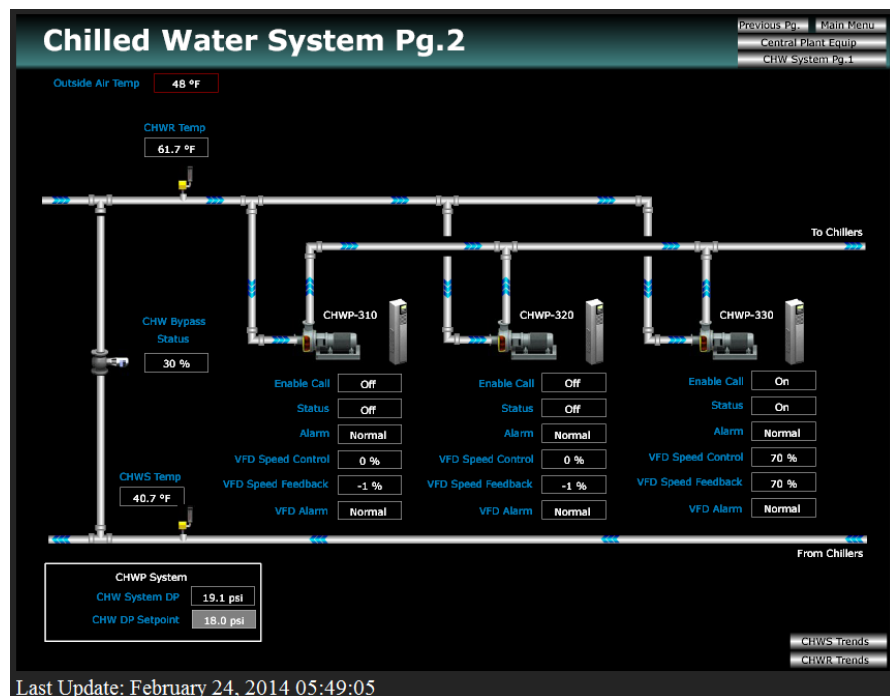 Chilled Water System Pg.2
Previous Pg. Main Menu
Central Plant Equip
CHW System Pg.1
Outside Air Temp 48 ºF
CHWR Temp
61.7 ºF
To Chillers
CHWP-310 CHWP-320 CHWP-330
CHW Bypass
Status
30 %
Enable Call Off Enable Call Off Enable Call On
Status Off Status Off Status On
Alarm Normal Alarm Normal Alarm Normal
VFD Speed Control 0 % VFD Speed Control 0 % VFD Speed Control 70 %
VFD Speed Feedback -1 % VFD Speed Feedback -1 % VFD Speed Feedback 70 %
VFD Alarm Normal VFD Alarm Normal VFD Alarm Normal
CHWS Temp
40.7 ºF
From Chillers
CHWP System
CHW System DP 19.1 psi
CHW DP Setpoint 18.0 psi
CHWS Trends
CHWR Trends
Last Update: February 24, 2014 05:49:05